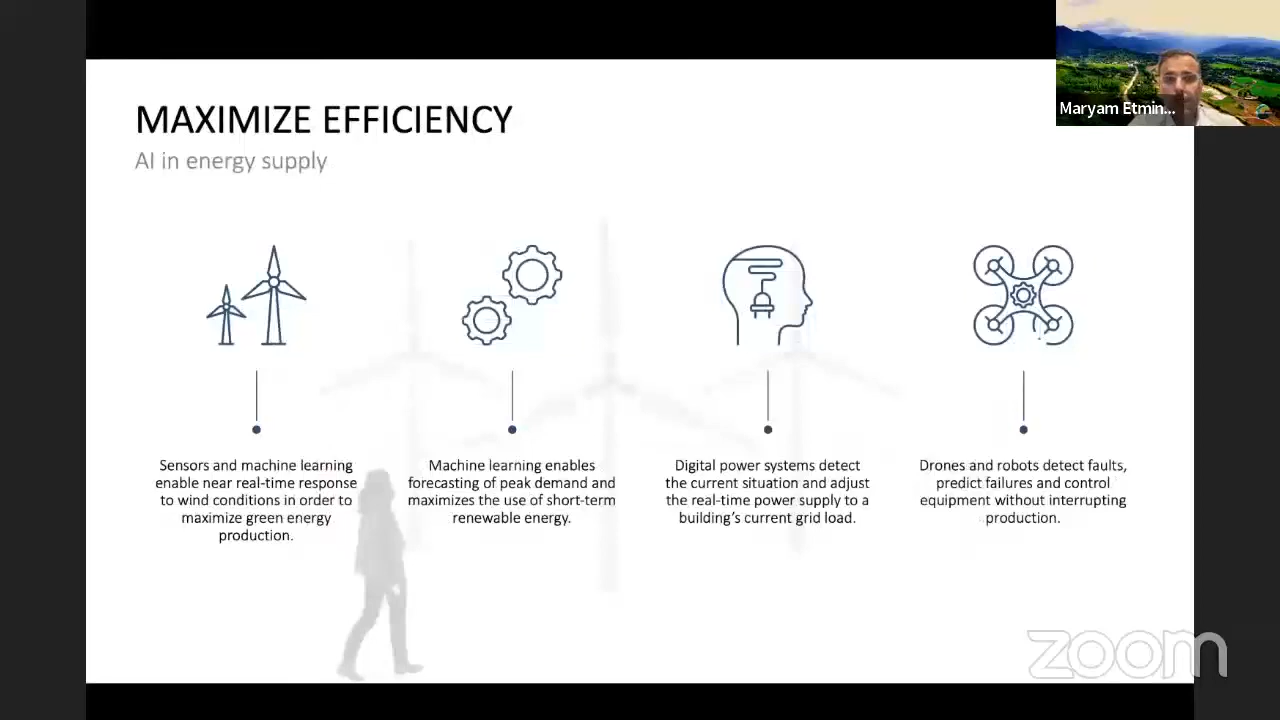 MAXIMIZE EFFICIENCY
AI in energy supply
Maryam Etmin...
Sensors and machine learning
enable near real-time response
to wind conditions in order to
maximize green energy
production.
Machine learning enables
forecasting of peak demand and
maximizes the use of short-term
renewable energy.
Digital power systems detect
the current situation and adjust
the real-time power supply to a
building's current grid load.
Drones and robots detect faults,
predict failures and control
equipment without interrupting
production.
zoom